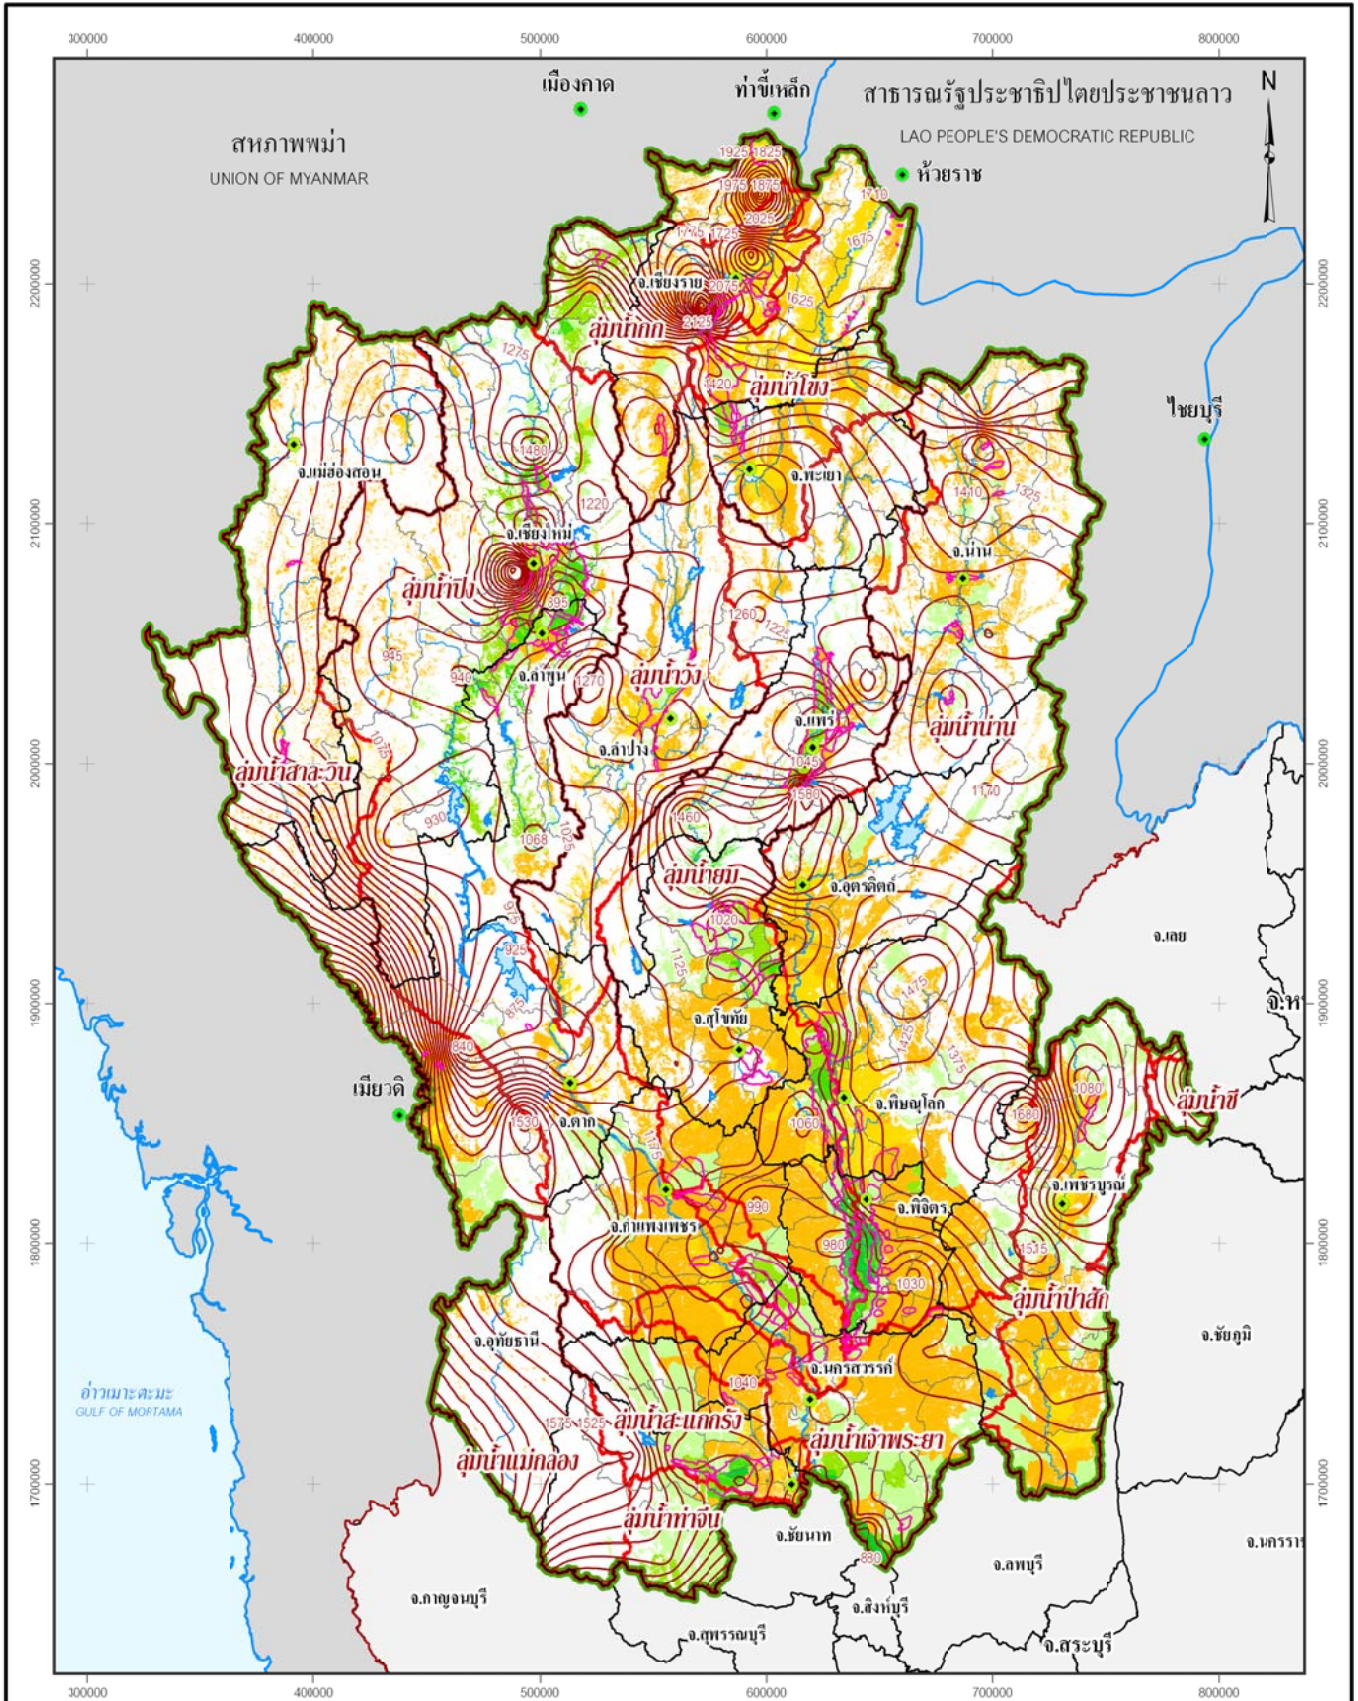 300000 400000 500000 600000 700000 800000
เมืองคาด
ท่าขี้เหล็ก
สาธารณรัฐประชาธิปไตยประชาชนลาว
LAO PEOPLE'S DEMOCRATIC REPUBLIC
N
สหภาพพม่า
UNION OF MYANMAR
ห้วยราช
1925 1825
1975 1875
2025
1710
1775 1725
1675
2200000
2200000
จ.เชียงราย
2075
1625
2125
ลุ่มน้ำกก
1275
1420
ลุ่มน้ำโขง
ไชยบุรี
1480
จ.แม่ฮ่องสอน
จ.พะเยา
1220
1410
1325
2100000
2100000
จ.เชียงใหม่
จ.น่าน
ลุ่มน้ำปิง
895
1260
1225
945
940
จ.ลำพูน
1270
ลุ่มน้ำวัง
จ.แพร่
ลุ่มน้ำน่าน
1075
จ.ลำปาง
1045
2000000
2000000
ลุ่มน้ำสาละวิน
1580
1170
930
1068
1025
1460
ลุ่มน้ำยม
จ.อุตรดิตถ์
975
1020
จ.เลย
925
1125
1475
875
1900000
1900000
จ.สุโขทัย
1425
1375
840
เมียวดี
จ.พิษณุโลก
1080
ลุ่มน้ำชี
1530
จ.ตาก
1175
1060
1680
จ.เพชรบูรณ์
จ.กำแพงเพชร
990
จ.พิจิตร
1800000
1800000
980
1515
1030
ลุ่มน้ำป่าสัก
จ.อุทัยธานี
จ.ชัยภูมิ
จ.นครสวรรค์
อ่าวเมาะตะมะ
GULF OF MORTAMA
1040
1575 1525
ลุ่มน้ำสะแกกรัง
ลุ่มน้ำเจ้าพระยา
ลุ่มน้ำแม่กลอง
1700000
1700000
ลุ่มน้ำท่าจีน
จ.ชัยนาท
880
จ.ลพบุรี
จ.กาญจนบุรี
จ.สิงห์บุรี
จ.สุพรรณบุรี
จ.สระบุรี
300000 400000 500000 600000 700000 800000